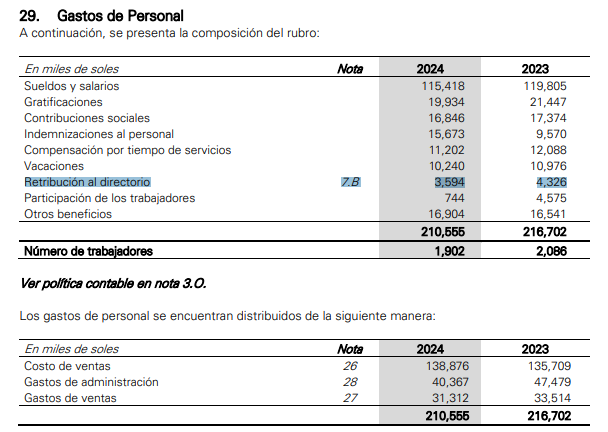 29. Gastos de Personal
A continuación, se presenta la composición del rubro:
En miles de soles Nota 2024 2023
Sueldos y salarios 115,418 119,805
Gratificaciones 19,934 21,447
Contribuciones sociales 16,846 17,374
Indemnizaciones al personal 15,673 9,570
Compensación por tiempo de servicios 11,202 12,088
Vacaciones 10,240 10,976
Retribución al directorio 7.B 3,594 4,326
Participación de los trabajadores 744 4,575
Otros beneficios 16,904 16,541
210,555 216,702
Número de trabajadores 1,902 2,086
Ver política contable en nota 3.O.
Los gastos de personal se encuentran distribuidos de la siguiente manera:
En miles de soles Nota 2024 2023
Costo de ventas 26 138,876 135,709
Gastos de administración 28 40,367 47,479
Gastos de ventas 27 31,312 33,514
210,555 216,702